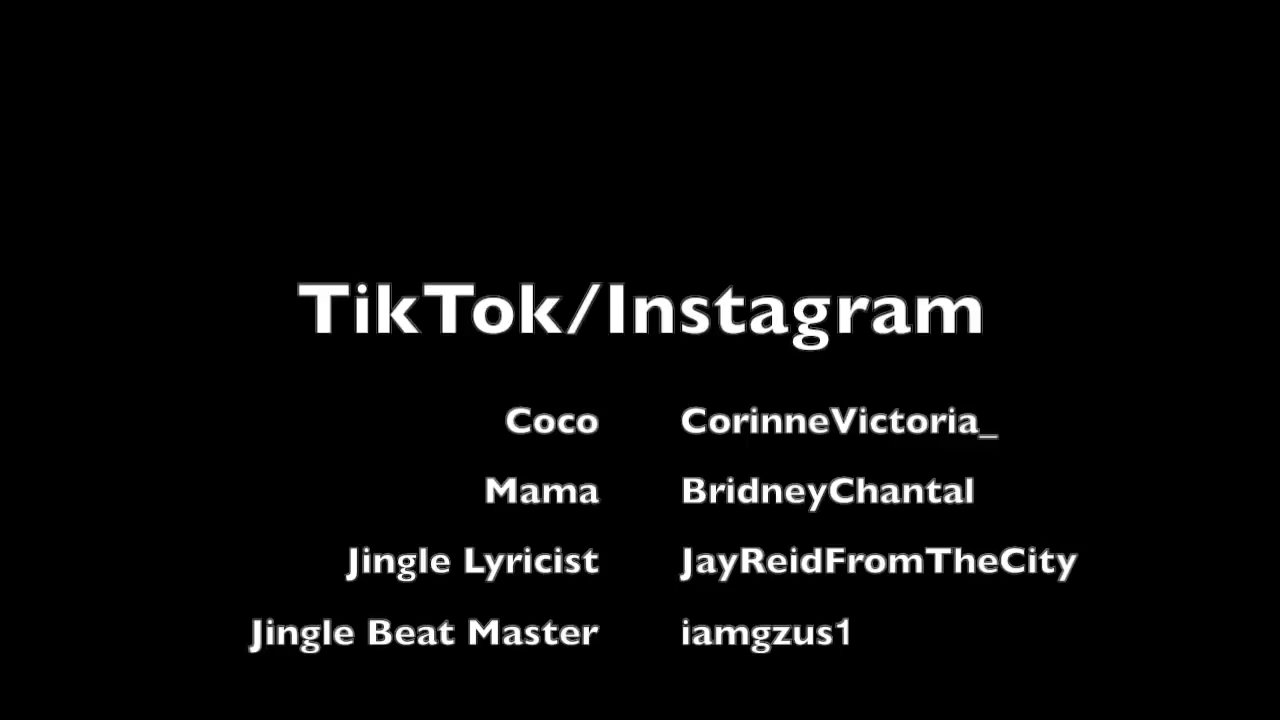 TikTok/Instagram
Coco CorinneVictoria_
Mama BridneyChantal
Jingle Lyricist JayReidFromTheCity
Jingle Beat Master iamgzus1